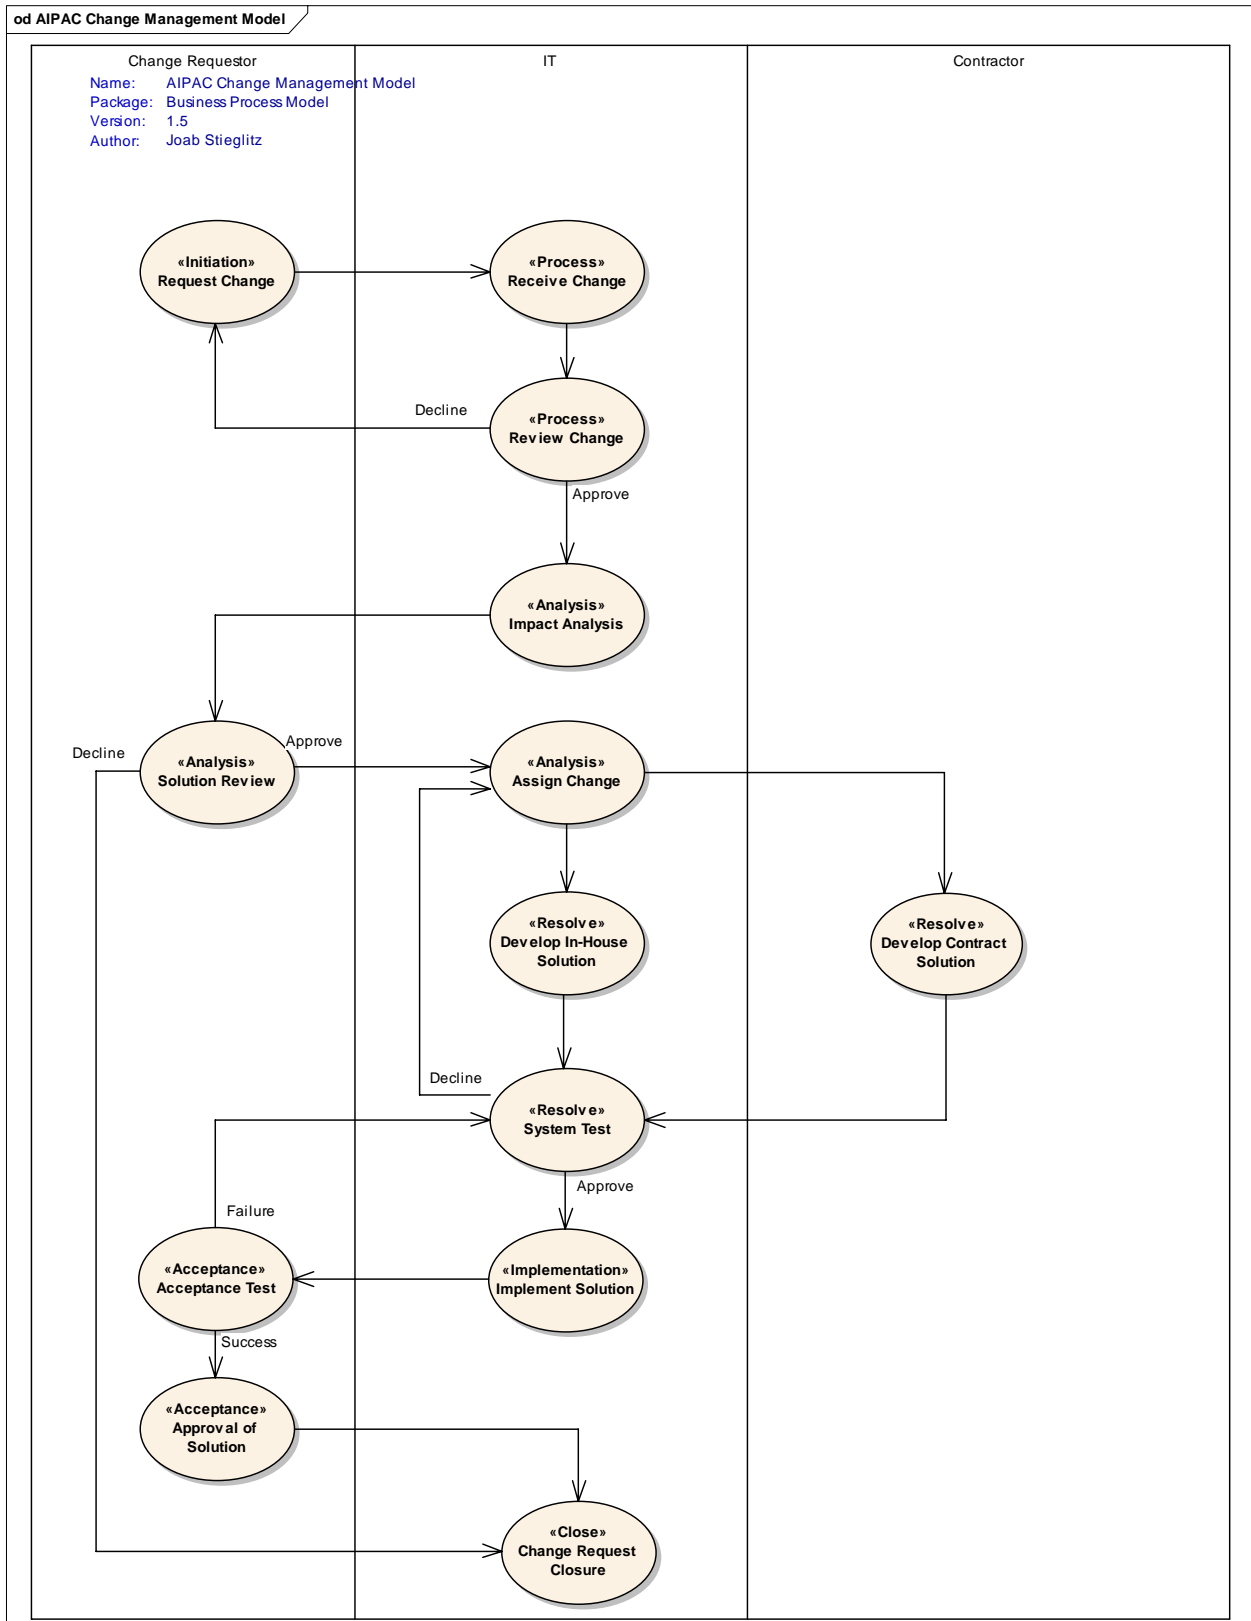 od AIPAC Change Management Model
Change Requestor
IT
Contractor
Name: AIPAC Change Management Model
Package: Business Process Model
Version: 1.5
Author: Joab Stieglitz
«Initiation»
Request Change
«Process»
Receive Change
Decline
«Process»
Review Change
Approve
«Analysis»
Impact Analysis
Decline
«Analysis»
Solution Review
Approve
«Analysis»
Assign Change
«Resolve»
Develop In-House
Solution
«Resolve»
Develop Contract
Solution
Decline
«Resolve»
System Test
Approve
Failure
«Acceptance»
Acceptance Test
«Implementation»
Implement Solution
Success
«Acceptance»
Approval of
Solution
«Close»
Change Request
Closure